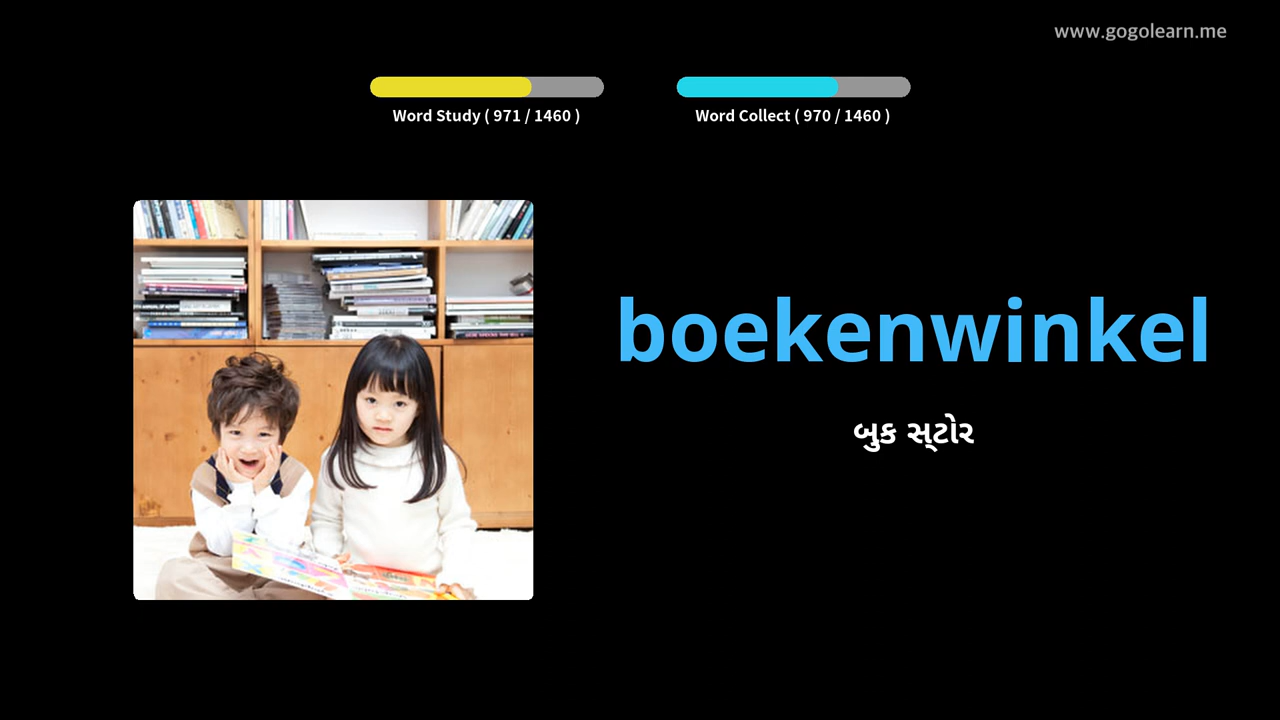 www.gogolearn.me
Word Study ( 971 / 1460 )
Word Collect ( 970 / 1460 )
boekenwinkel
બુક સ્ટોર